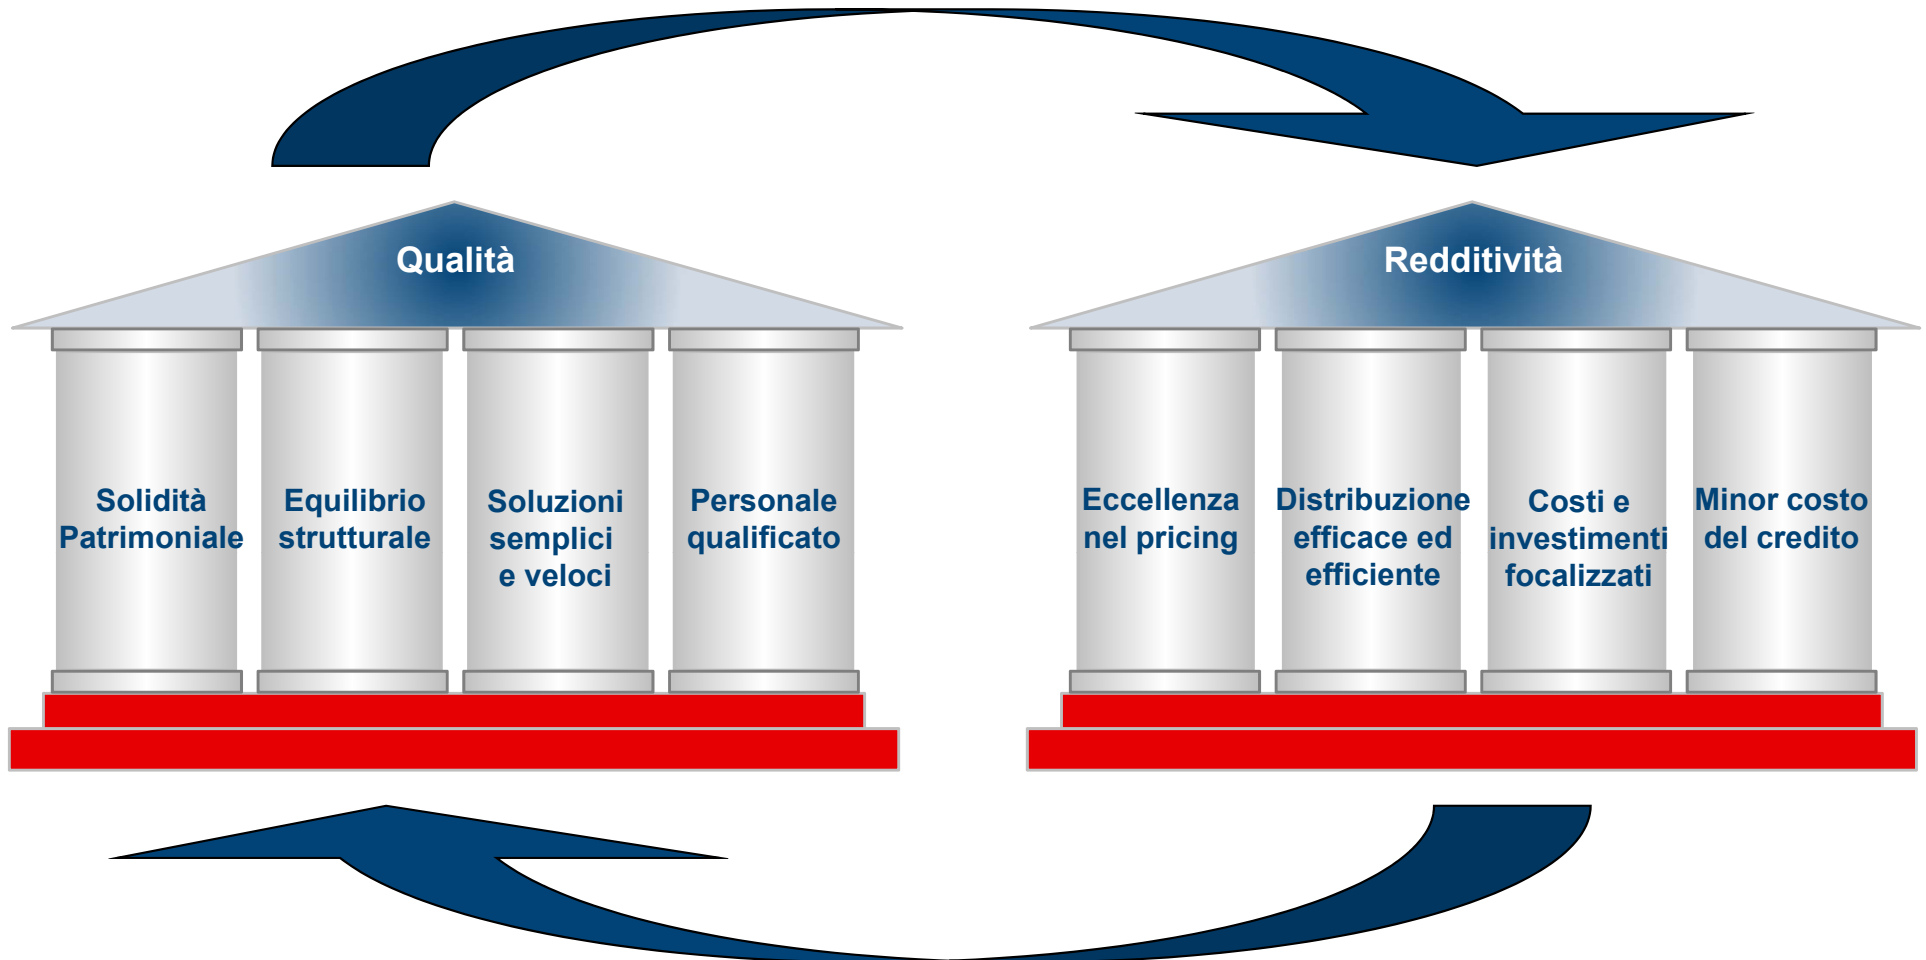 Qualità
Solidità
Patrimoniale
Equilibrio
strutturale
Soluzioni
semplici
e veloci
Personale
qualificato
Redditività
Eccellenza
nel pricing
Distribuzione
efficace ed
efficiente
Costi e
investimenti
focalizzati
Minor costo
del credito